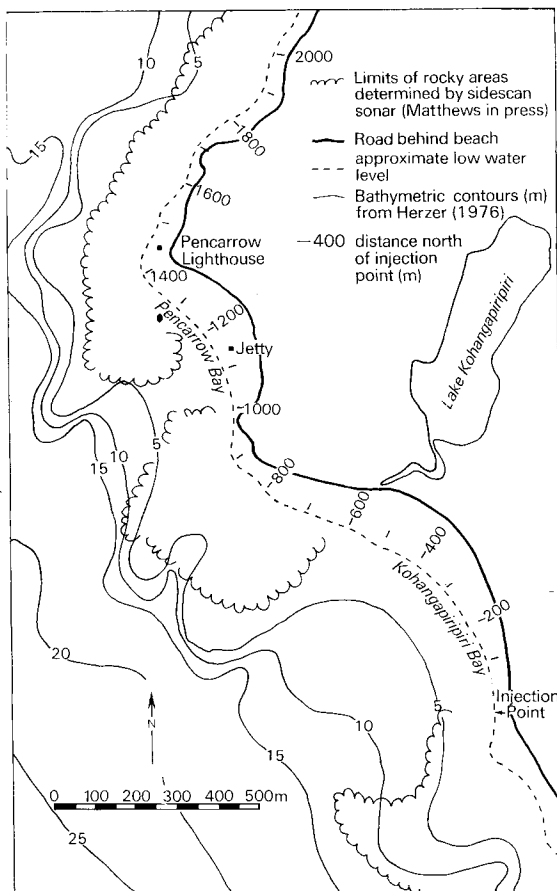 10
5
2000
Limits of rocky areas
determined by sidescan
sonar (Matthews in press)
1800
Road behind beach
approximate low water
level
15
1600
Bathymetric contours (m)
from Herzer (1976)
Pencarrow
Lighthouse
—400 distance north
of injection
point (m)
1400
1200
Pencarrow Bay
Jetty
Lake Kohangapiripiri
1000
5
10
15
800
600
400
Kohangapiripiri Bay
200
20
5
Injection
Point
N
10
15
0 100 200 300 400 500m
25